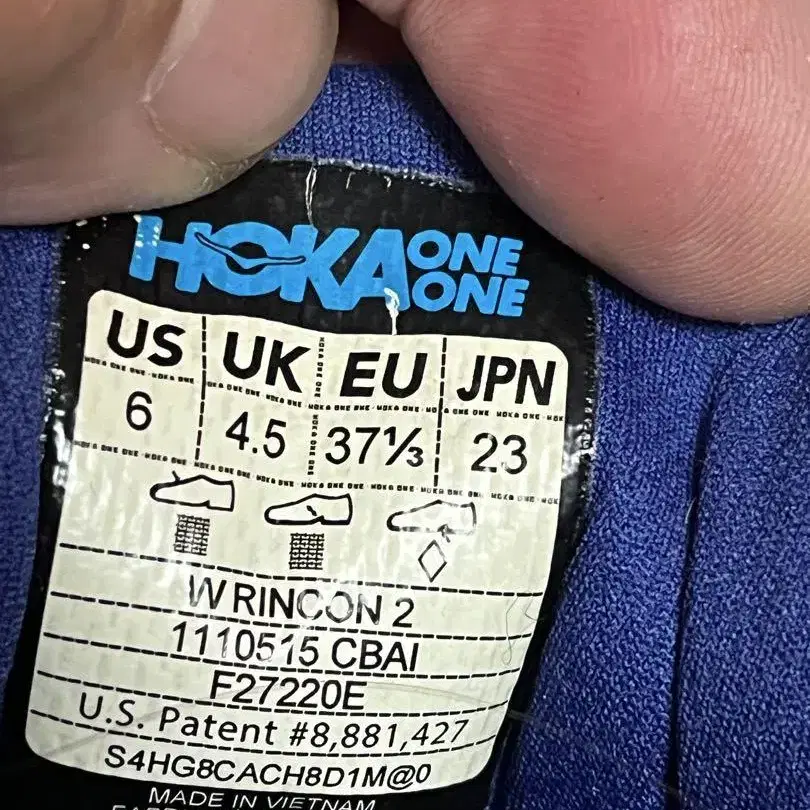 HOKA ONE ONE
US UK EU JPN
6 4.5 37⅓ 23
W RINCON 2
1110515 CBAI
F27220E
U.S. Patent #8,881,427
S4HG8CACH8D1M@0
MADE IN VIETNAM